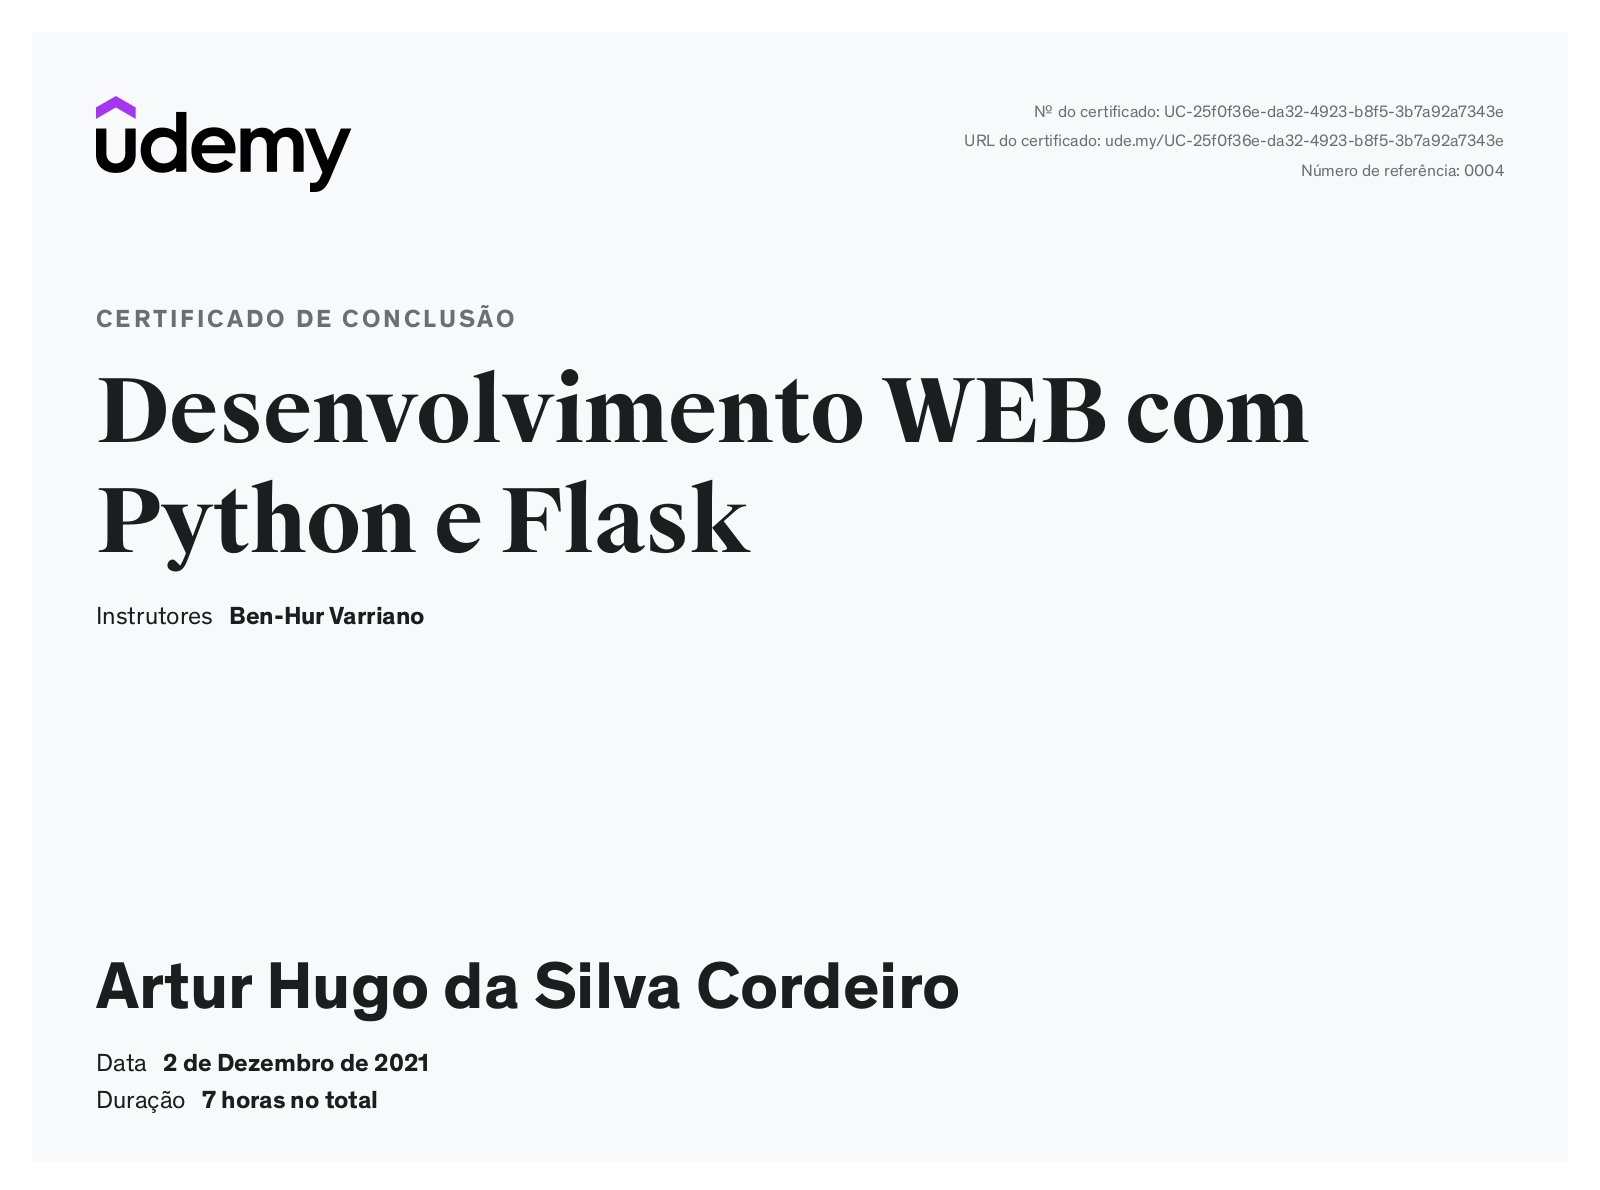 udemy
Nº do certificado: UC-25f0f36e-da32-4923-b8f5-3b7a92a7343e
URL do certificado: ude.my/UC-25f0f36e-da32-4923-b8f5-3b7a92a7343e
Número de referência: 0004
CERTIFICADO DE CONCLUSÃO
Desenvolvimento WEB com
Python e Flask
Instrutores Ben-Hur Varriano
Artur Hugo da Silva Cordeiro
Data 2 de Dezembro de 2021
Duração 7 horas no total